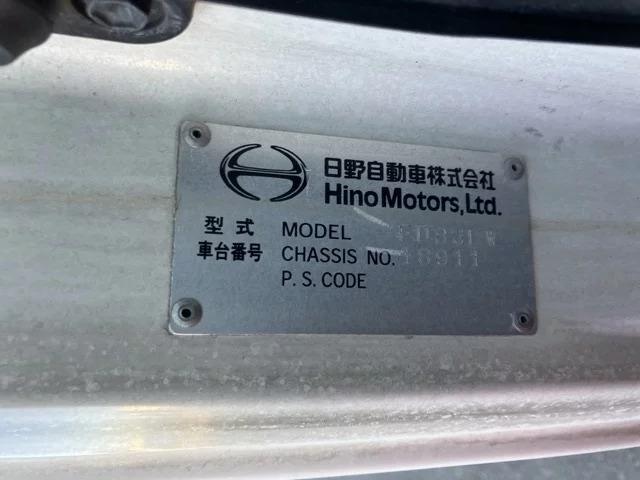 日野自動車株式会社
Hino Motors, Ltd.
型式 MODEL
車台番号 CHASSIS NO. 18911
P.S. CODE